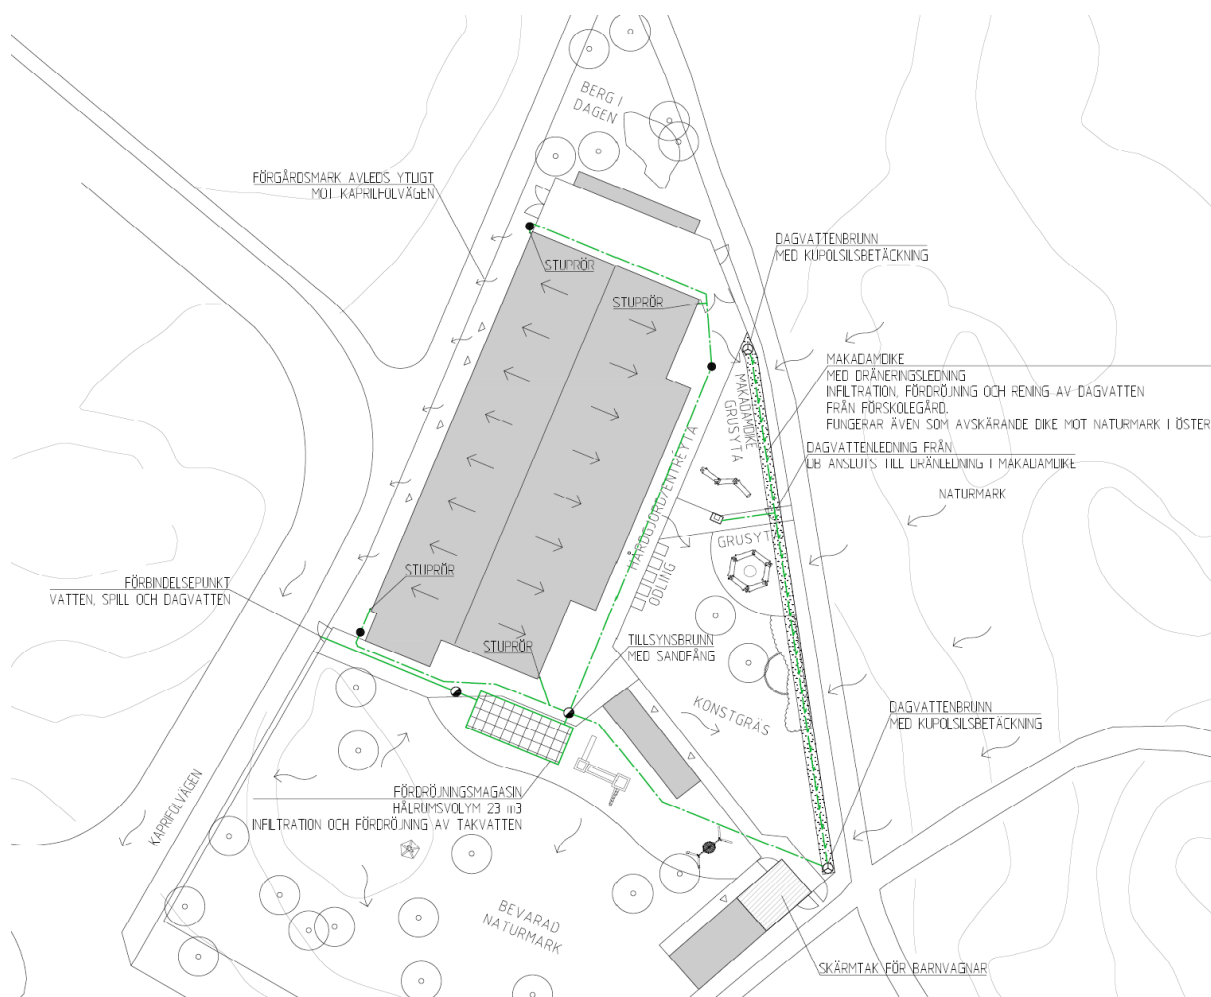 BERG I
DAGEN
FÖRGÅRDSMARK AVLEDS YTLIGT
MOT KAPRIFOLVÄGEN
STUPRÖR
STUPRÖR
DAGVATTENBRUNN
MED KUPOLSILSBETÄCKNING
MAKADAMDIKE
MED DRÄNERINGSLEDNING
INFILTRATION, FÖRDRÖJNING OCH RENING AV DAGVATTEN
FRÅN FÖRSKOLEGÅRD.
FUNGERAR ÄVEN SOM AVSKÄRANDE DIKE MOT NATURMARK I ÖSTER
MAKADAMDIKE
GRUSYTA
DAGVATTENLEDNING FRÅN
DB ANSLUTS TILL DRÄNLEDNING I MAKADAMDIKE
NATURMARK
HÅRDGJORD/ENTRÉYTA
GRUSYTA
ODLING
STUPRÖR
FÖRBINDELSEPUNKT
VATTEN, SPILL OCH DAGVATTEN
STUPRÖR
TILLSYNSBRUNN
MED SANDFÅNG
KONSTGRÄS
DAGVATTENBRUNN
MED KUPOLSILSBETÄCKNING
KAPRIFOLVÄGEN
FÖRDRÖJNINGSMAGASIN
HÅLRUMSVOLYM 23 m3
INFILTRATION OCH FÖRDRÖJNING AV TAKVATTEN
BEVARAD
NATURMARK
SKÄRMTAK FÖR BARNVAGNAR